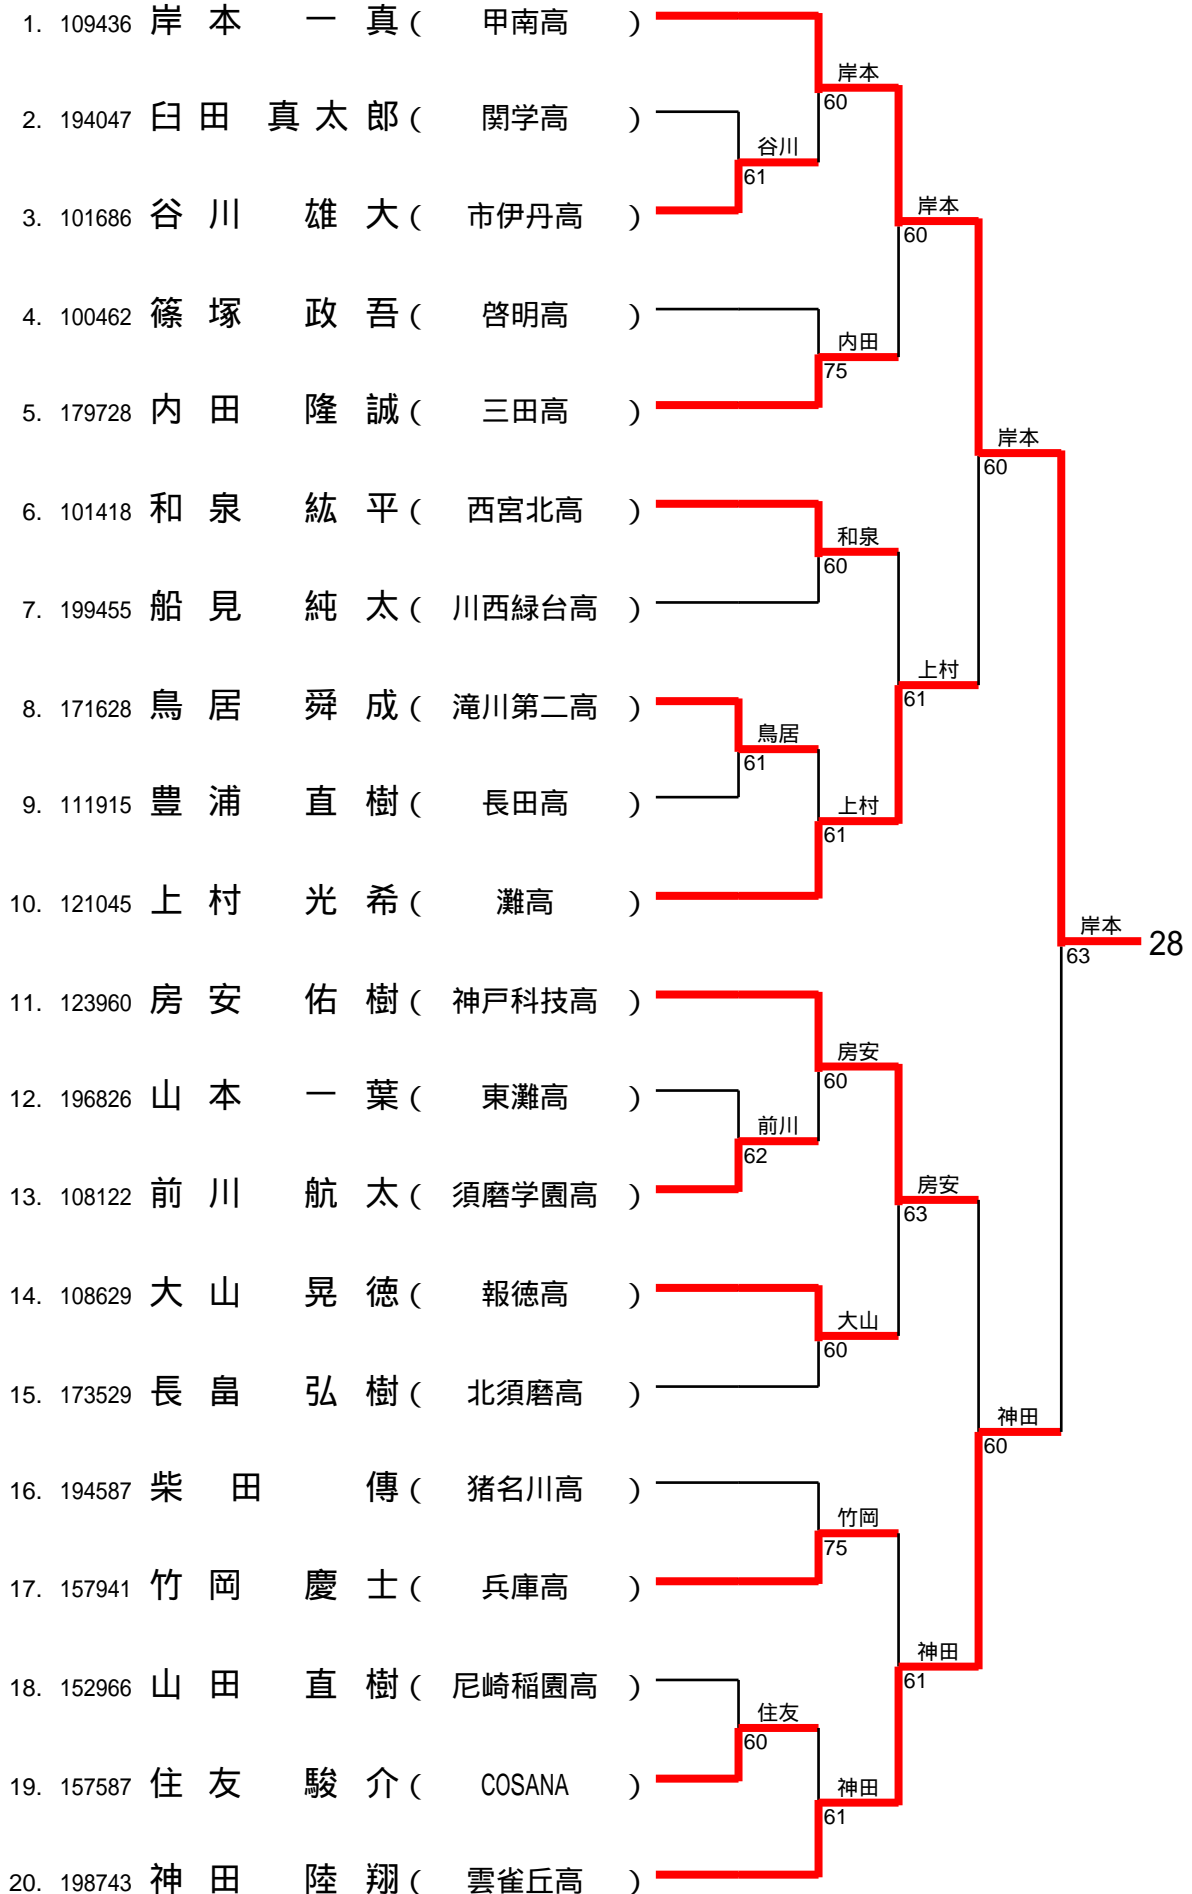 1. 109436 岸本 一真 ( 甲南高 )
岸本
60
2. 194047 臼田 真太郎 ( 関学高 )
谷川
61
3. 101686 谷川 雄大 ( 市伊丹高 )
岸本
60
4. 100462 篠塚 政吾 ( 啓明高 )
内田
75
5. 179728 内田 隆誠 ( 三田高 )
岸本
60
6. 101418 和泉 紘平 ( 西宮北高 )
和泉
60
7. 199455 船見 純太 ( 川西緑台高 )
上村
61
8. 171628 鳥居 舜成 ( 滝川第二高 )
鳥居
61
9. 111915 豊浦 直樹 ( 長田高 )
上村
61
10. 121045 上村 光希 ( 灘高 )
岸本
63
28
11. 123960 房安 佑樹 ( 神戸科技高 )
房安
60
12. 196826 山本 一葉 ( 東灘高 )
前川
62
13. 108122 前川 航太 ( 須磨学園高 )
房安
63
14. 108629 大山 晃徳 ( 報徳高 )
大山
60
15. 173529 長畠 弘樹 ( 北須磨高 )
神田
60
16. 194587 柴田 傳 ( 猪名川高 )
竹岡
75
17. 157941 竹岡 慶士 ( 兵庫高 )
神田
61
18. 152966 山田 直樹 ( 尼崎稲園高 )
住友
60
19. 157587 住友 駿介 ( COSANA )
神田
61
20. 198743 神田 陸翔 ( 雲雀丘高 )